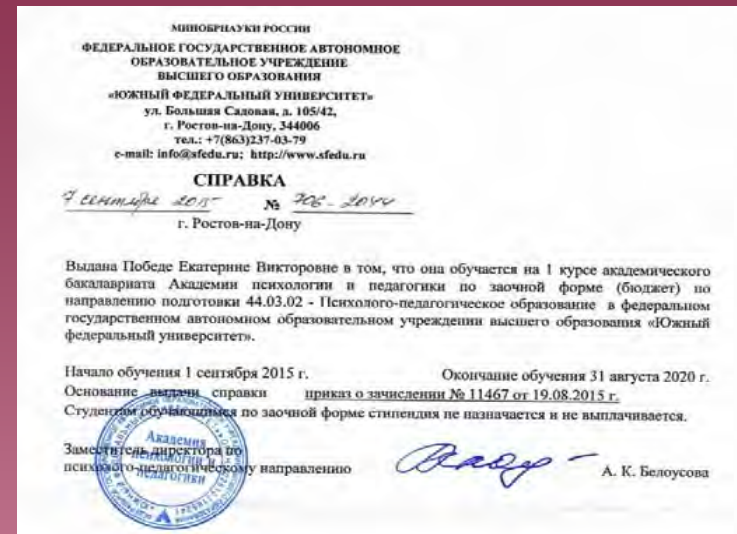 МИНОБРНАУКИ РОССИИ
ФЕДЕРАЛЬНОЕ ГОСУДАРСТВЕННОЕ АВТОНОМНОЕ
ОБРАЗОВАТЕЛЬНОЕ УЧРЕЖДЕНИЕ
ВЫСШЕГО ОБРАЗОВАНИЯ
«ЮЖНЫЙ ФЕДЕРАЛЬНЫЙ УНИВЕРСИТЕТ»
ул. Большая Садовая, д. 105/42,
г. Ростов-на-Дону, 344006
тел.: +7(863)237-03-79
e-mail: info@sfedu.ru; http://www.sfedu.ru
СПРАВКА
7 сентября 2015 № 706-2044
г. Ростов-на-Дону
Выдана Победе Екатерине Викторовне в том, что она обучается на 1 курсе академического
бакалавриата Академии психологии и педагогики по заочной форме (бюджет) по
направлению подготовки 44.03.02 - Психолого-педагогическое образование в федеральном
государственном автономном образовательном учреждении высшего образования «Южный
федеральный университет».
Начало обучения 1 сентября 2015 г. Окончание обучения 31 августа 2020 г.
Основание выдачи справки приказ о зачислении № 11467 от 19.08.2015 г.
Студентам обучающимся по заочной форме стипендия не назначается и не выплачивается.
Заместитель директора по
психолого-педагогическому направлению А. К. Белоусова
Академия
психологии и
педагогики